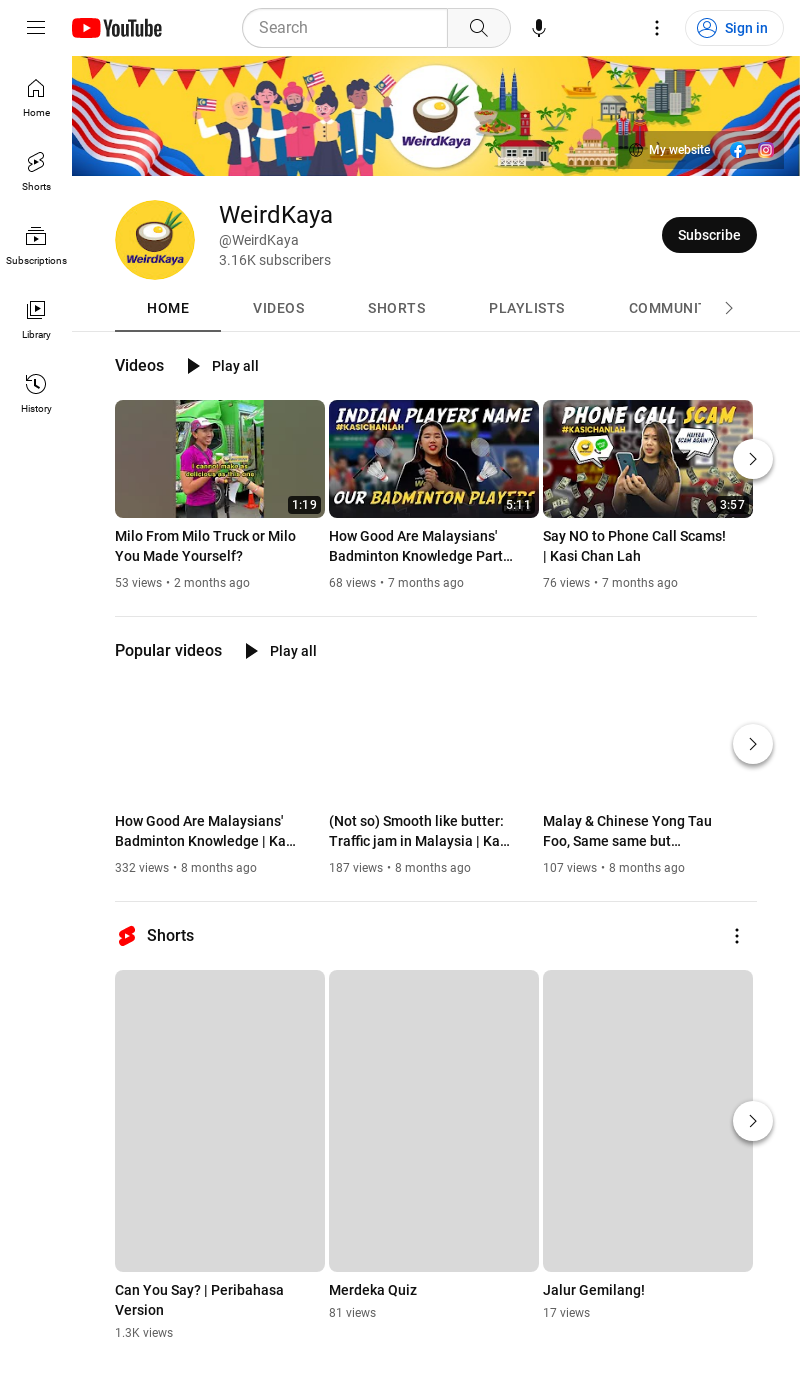 YouTube
Search
Sign in
Home
Shorts
Subscriptions
Library
History
WeirdKaya
My website
WeirdKaya
WeirdKaya
@WeirdKaya
3.16K subscribers
Subscribe
HOME
VIDEOS
SHORTS
PLAYLISTS
COMMUNIT
Videos
Play all
I cannot make as
delicious as this one
1:19
Milo From Milo Truck or Milo
You Made Yourself?
53 views • 2 months ago
INDIAN PLAYERS NAME
#KASICHANLAH
OUR BADMINTON PLAYERS
5:11
How Good Are Malaysians'
Badminton Knowledge Part…
68 views • 7 months ago
PHONE CALL SCAM
#KASICHANLAH
3:57
Say NO to Phone Call Scams!
| Kasi Chan Lah
76 views • 7 months ago
Popular videos
Play all
How Good Are Malaysians'
Badminton Knowledge | Ka…
332 views • 8 months ago
(Not so) Smooth like butter:
Traffic jam in Malaysia | Ka…
187 views • 8 months ago
Malay & Chinese Yong Tau
Foo, Same same but…
107 views • 8 months ago
Shorts
Can You Say? | Peribahasa
Version
1.3K views
Merdeka Quiz
81 views
Jalur Gemilang!
17 views